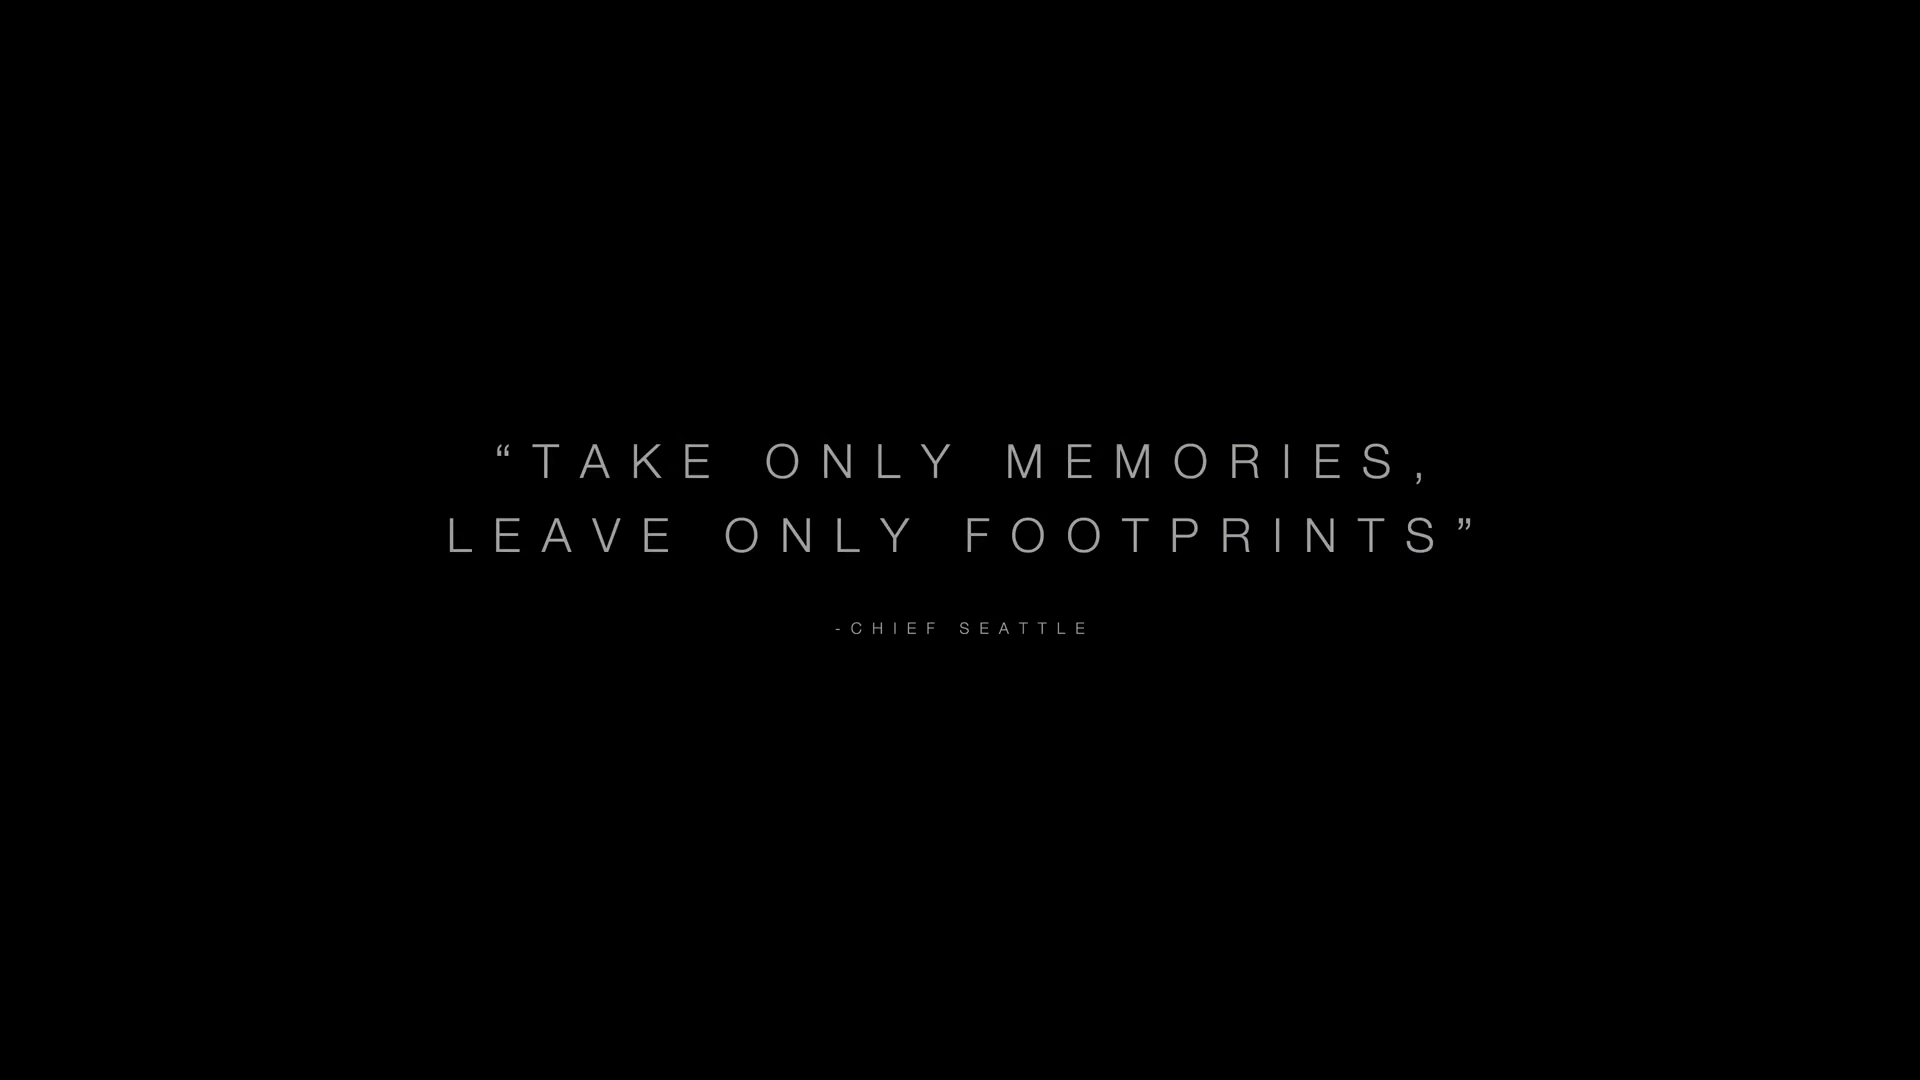 “TAKE ONLY MEMORIES,
LEAVE ONLY FOOTPRINTS”
-CHIEF SEATTLE